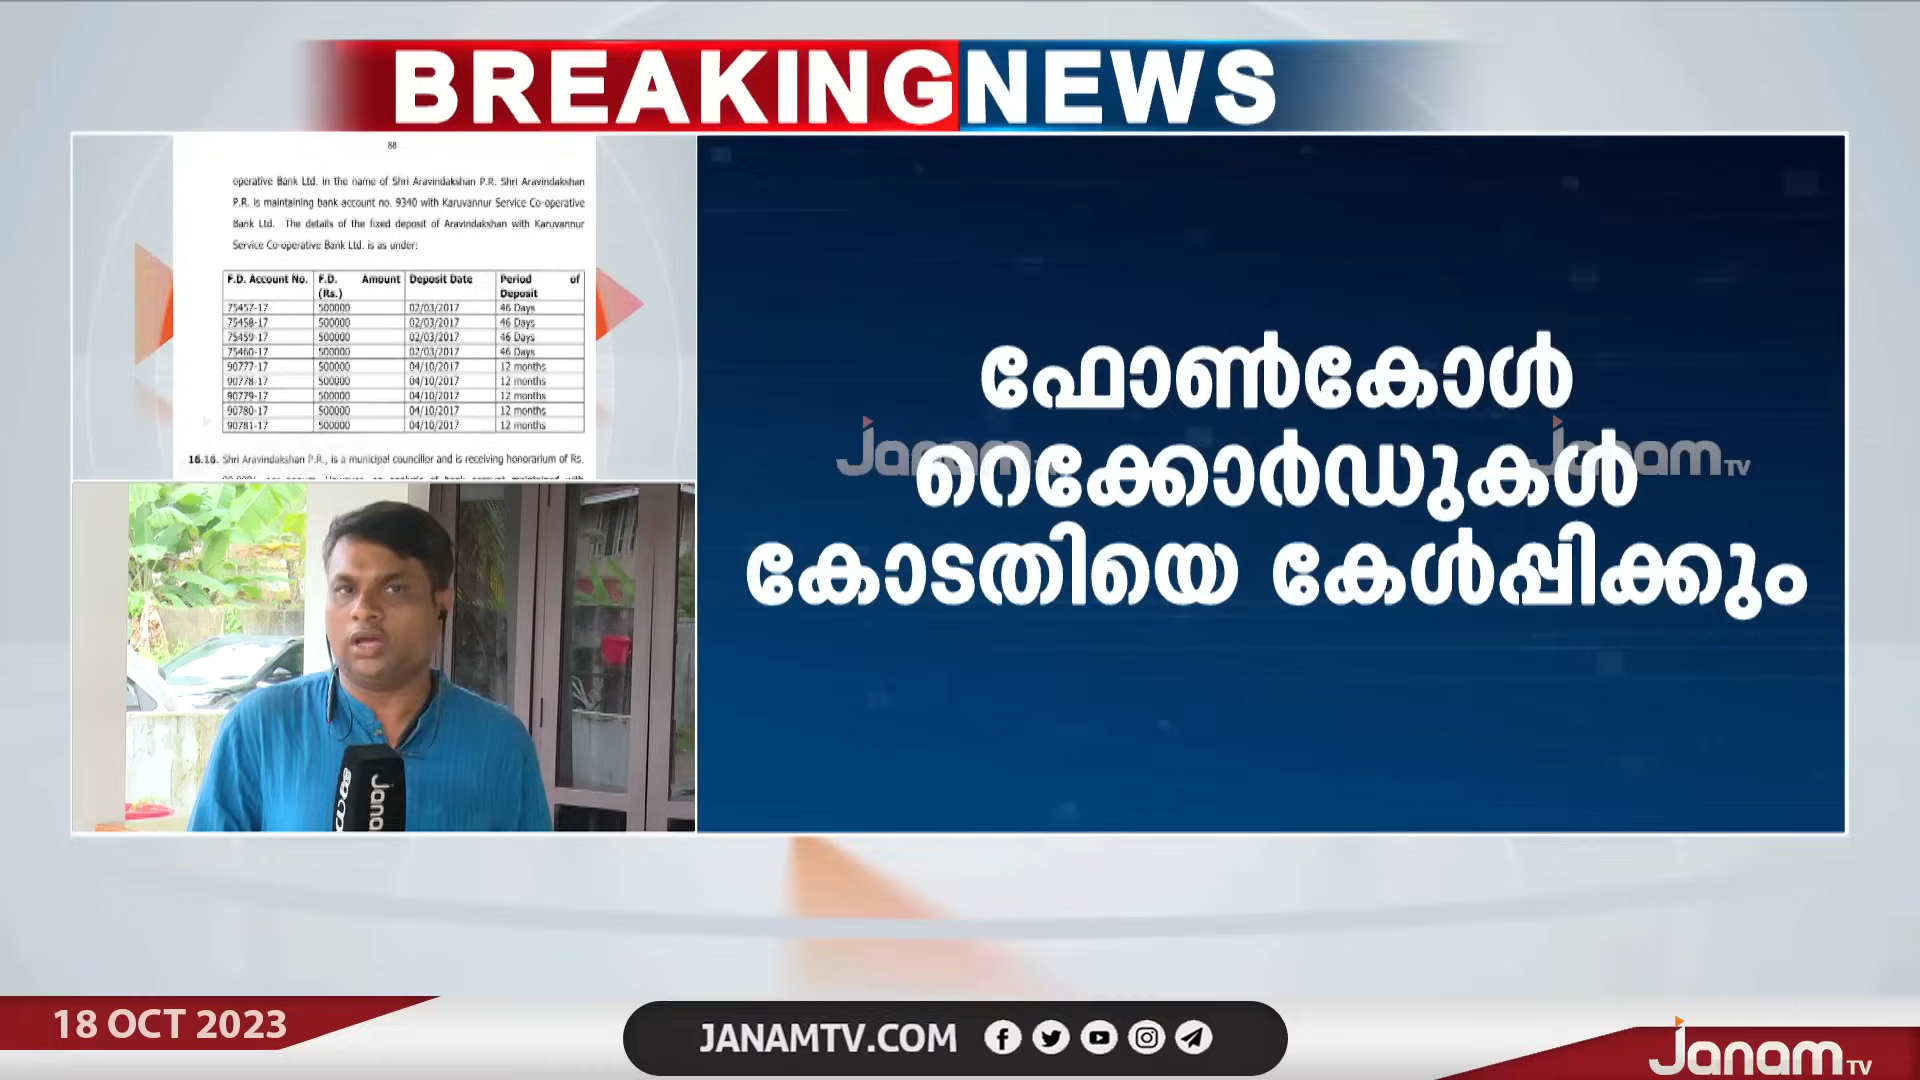 BREAKINGNEWS
88
operative Bank Ltd. in the name of Shri Aravindakshan P.R. Shri Aravindakshan
P.R. is maintaining bank account no. 9340 with Karuvannur Service Co-operative
Bank Ltd. The details of the fixed deposit of Aravindakshan with Karuvannur
Service Co-operative Bank Ltd. is as under:
F.D. Account No. F.D. Amount (Rs.) Deposit Date Period of Deposit
75457-17 500000 02/03/2017 46 Days
75458-17 500000 02/03/2017 46 Days
75459-17 500000 02/03/2017 46 Days
75460-17 500000 02/03/2017 46 Days
90777-17 500000 04/10/2017 12 months
90778-17 500000 04/10/2017 12 months
90779-17 500000 04/10/2017 12 months
90780-17 500000 04/10/2017 12 months
90781-17 500000 04/10/2017 12 months
16.16. Shri Aravindakshan P.R., is a municipal councillor and is receiving honorarium of Rs.
ഫോൺകോൾ
റെക്കോർഡുകൾ
കോടതിയെ കേൾപ്പിക്കും
Janam TV
Janam TV
Jana
18 OCT 2023
JANAMTV.COM
Janam TV